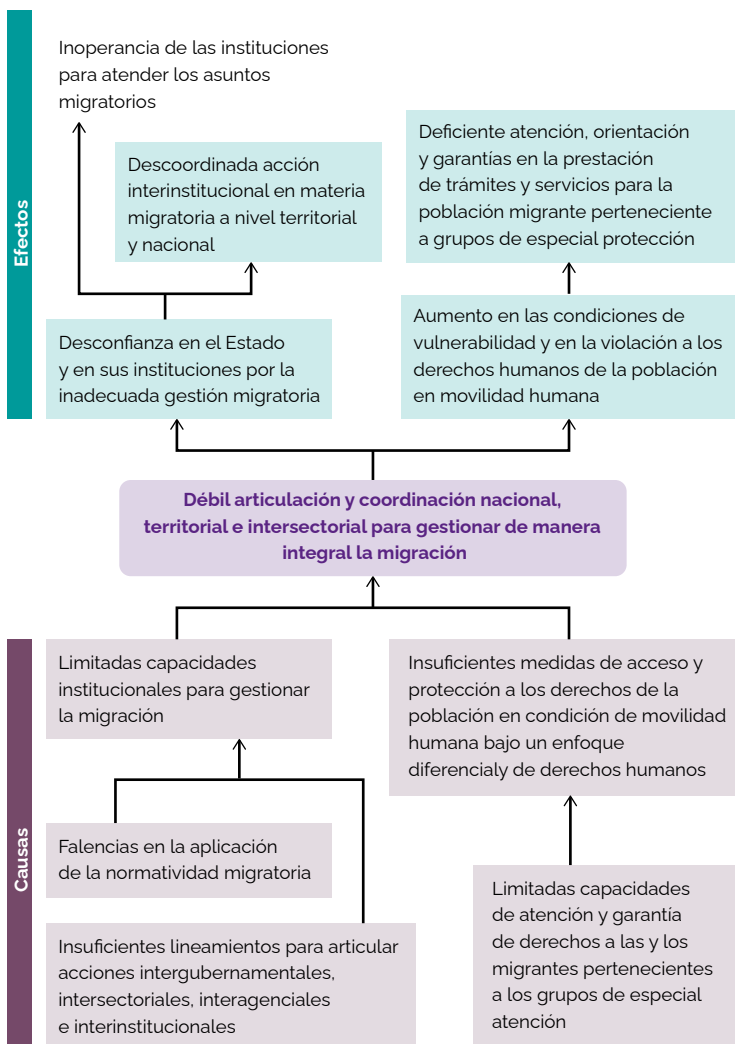 Efectos
Inoperancia de las instituciones
para atender los asuntos
migratorios
Descoordinada acción
interinstitucional en materia
migratoria a nivel territorial
y nacional
Deficiente atención, orientación
y garantías en la prestación
de trámites y servicios para la
población migrante perteneciente
a grupos de especial protección
Desconfianza en el Estado
y en sus instituciones por la
inadecuada gestión migratoria
Aumento en las condiciones de
vulnerabilidad y en la violación a los
derechos humanos de la población
en movilidad humana
Débil articulación y coordinación nacional,
territorial e intersectorial para gestionar de manera
integral la migración
Causas
Limitadas capacidades
institucionales para gestionar
la migración
Insuficientes medidas de acceso y
protección a los derechos de la
población en condición de movilidad
humana bajo un enfoque
diferencialy de derechos humanos
Falencias en la aplicación
de la normatividad migratoria
Insuficientes lineamientos para articular
acciones intergubernamentales,
intersectoriales, interagenciales
e interinstitucionales
Limitadas capacidades
de atención y garantía
de derechos a las y los
migrantes pertenecientes
a los grupos de especial
atención